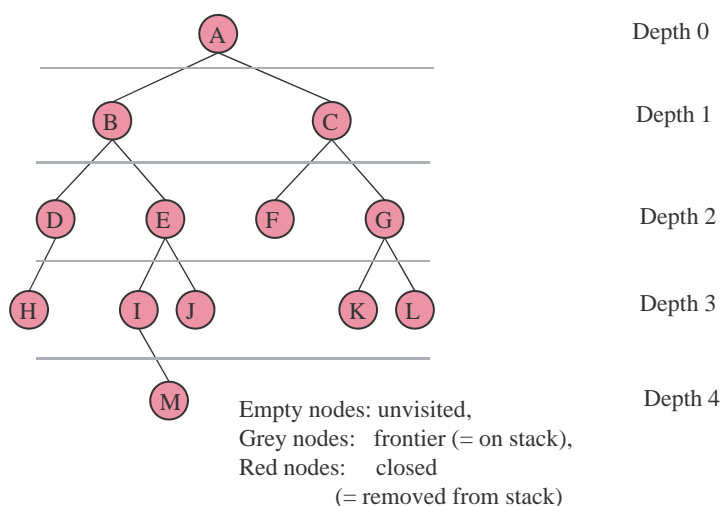 A Depth 0
B C Depth 1
D E F G Depth 2
H I J K L Depth 3
M Depth 4
Empty nodes: unvisited,
Grey nodes: frontier (= on stack),
Red nodes: closed
(= removed from stack)